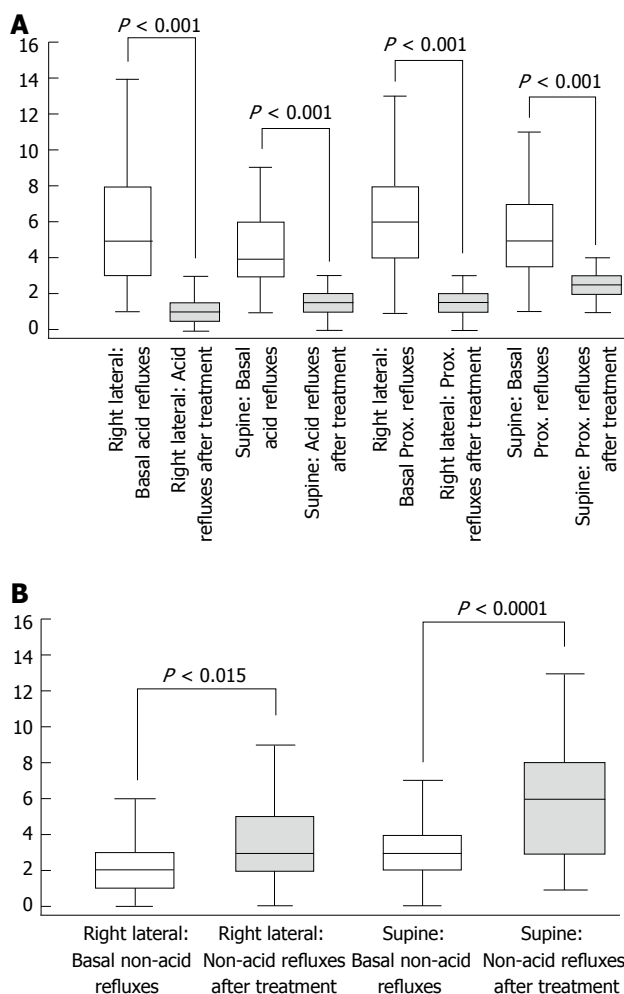 A
P < 0.001
P < 0.001
P < 0.001
P < 0.001
16
14
12
10
8
6
4
2
0
Right lateral:
Basal acid refluxes
Right lateral: Acid
refluxes after treatment
Supine: Basal
acid refluxes
Supine: Acid refluxes
after treatment
Right lateral:
Basal Prox. refluxes
Right lateral: Prox.
refluxes after treatment
Supine: Basal
Prox. refluxes
Supine: Prox. refluxes
after treatment
B
P < 0.015
P < 0.0001
16
14
12
10
8
6
4
2
0
Right lateral:
Basal non-acid
refluxes
Right lateral:
Non-acid refluxes
after treatment
Supine:
Basal non-acid
refluxes
Supine:
Non-acid refluxes
after treatment